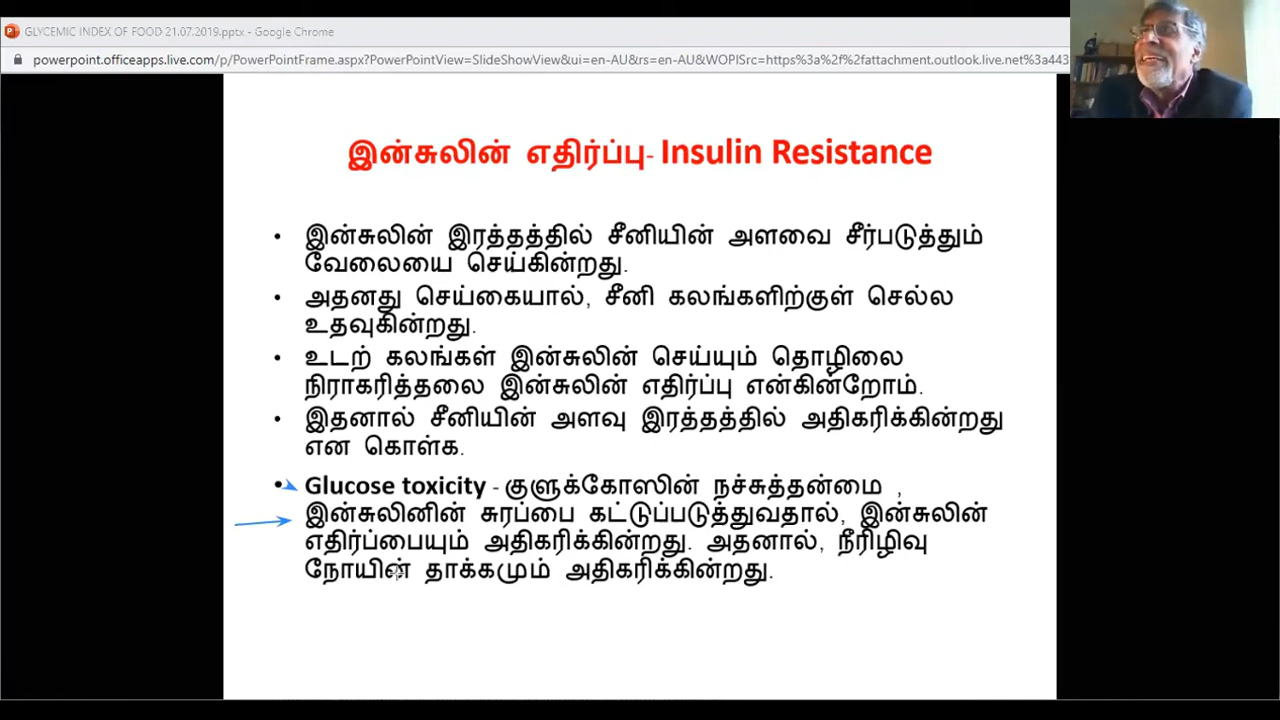 GLYCEMIC INDEX OF FOOD 21.07.2019.pptx - Google Chrome
powerpoint.officeapps.live.com/p/PowerPointFrame.aspx?PowerPointView=SlideShowView&ui=en-AU&rs=en-AU&WOPISrc=https%3a%2f%2fattachment.outlook.live.net%3a443
இன்சுலின் எதிர்ப்பு- Insulin Resistance
• இன்சுலின் இரத்தத்தில் சீனியின் அளவை சீர்படுத்தும்
வேலையை செய்கின்றது.
• அதனது செய்கையால், சீனி கலங்களிற்குள் செல்ல
உதவுகின்றது.
• உடற் கலங்கள் இன்சுலின் செய்யும் தொழிலை
நிராகரித்தலை இன்சுலின் எதிர்ப்பு என்கின்றோம்.
• இதனால் சீனியின் அளவு இரத்தத்தில் அதிகரிக்கின்றது
என கொள்க.
• Glucose toxicity - குளுக்கோஸின் நச்சுத்தன்மை ,
இன்சுலினின் சுரப்பை கட்டுப்படுத்துவதால், இன்சுலின்
எதிர்ப்பையும் அதிகரிக்கின்றது. அதனால், நீரிழிவு
நோயின் தாக்கமும் அதிகரிக்கின்றது.